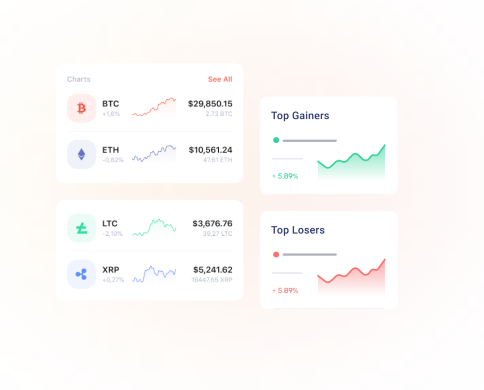 Charts See All
BTC $29,850.15
+1,6% 2.73 BTC
ETH $10,561.24
-0,82% 47.61 ETH
LTC $3,676.76
-2,10% 39,27 LTC
XRP $5,241.62
+0,27% 16447.65 XRP
Top Gainers
+ 5.89%
Top Losers
- 5.89%